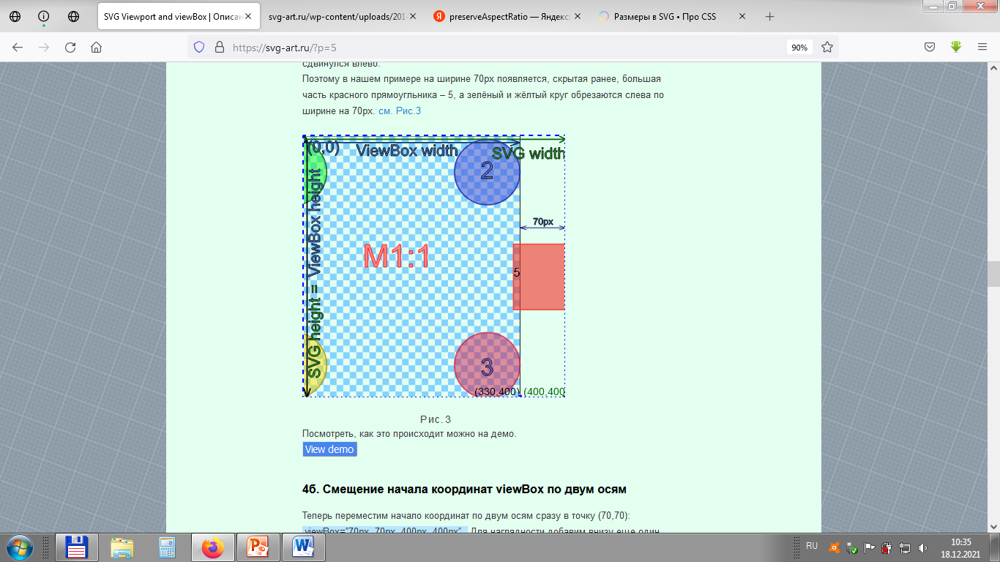 SVG Viewport and viewBox | Описан
svg-art.ru/wp-content/uploads/2014
preserveAspectRatio — Яндекс:
Размеры в SVG • Про CSS
https://svg-art.ru/?p=5
90%
сдвинулся влево.
Поэтому в нашем примере на ширине 70px появляется, скрытая ранее, большая
часть красного прямоугльника – 5, а зелёный и жёлтый круг обрезаются слева по
ширине на 70px. см. Рис.3
(0,0)
ViewBox width
SVG width
2
SVG height = ViewBox height
70px
M1:1
5
3
(330,400)
(400,400
Рис.3
Посмотреть, как это происходит можно на демо.
View demo
4б. Смещение начала координат viewBox по двум осям
Теперь переместим начало координат по двум осям сразу в точку (70,70):
viewBox="70px 70px 400px 400px" Для наглядности добавим внизу еще один
RU
10:35
18.12.2021